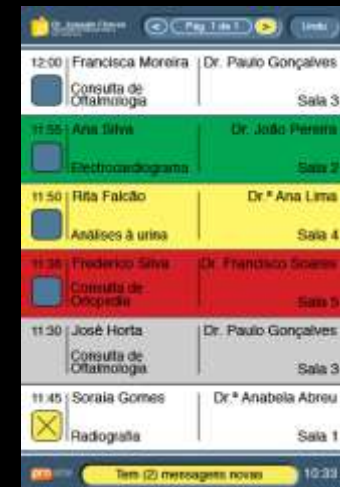 Dr. Joaquim Chaves
< Pág. 1 de 1 > Undo
12:00 Francisca Moreira Dr. Paulo Gonçalves
Consulta de
Oftalmologia Sala 3
11:55 Ana Silva Dr. João Pereira
Electrocardiograma Sala 2
11:50 Rita Falcão Dr.ª Ana Lima
Análises à urina Sala 4
11:35 Frederico Silva Dr. Francisco Soares
Consulta de
Ortopedia Sala 5
11:30 José Horta Dr. Paulo Gonçalves
Consulta de
Oftalmologia Sala 3
11:45 Soraia Gomes Dr.ª Anabela Abreu
Radiografia Sala 1
Tem (2) mensagens novas 10:33